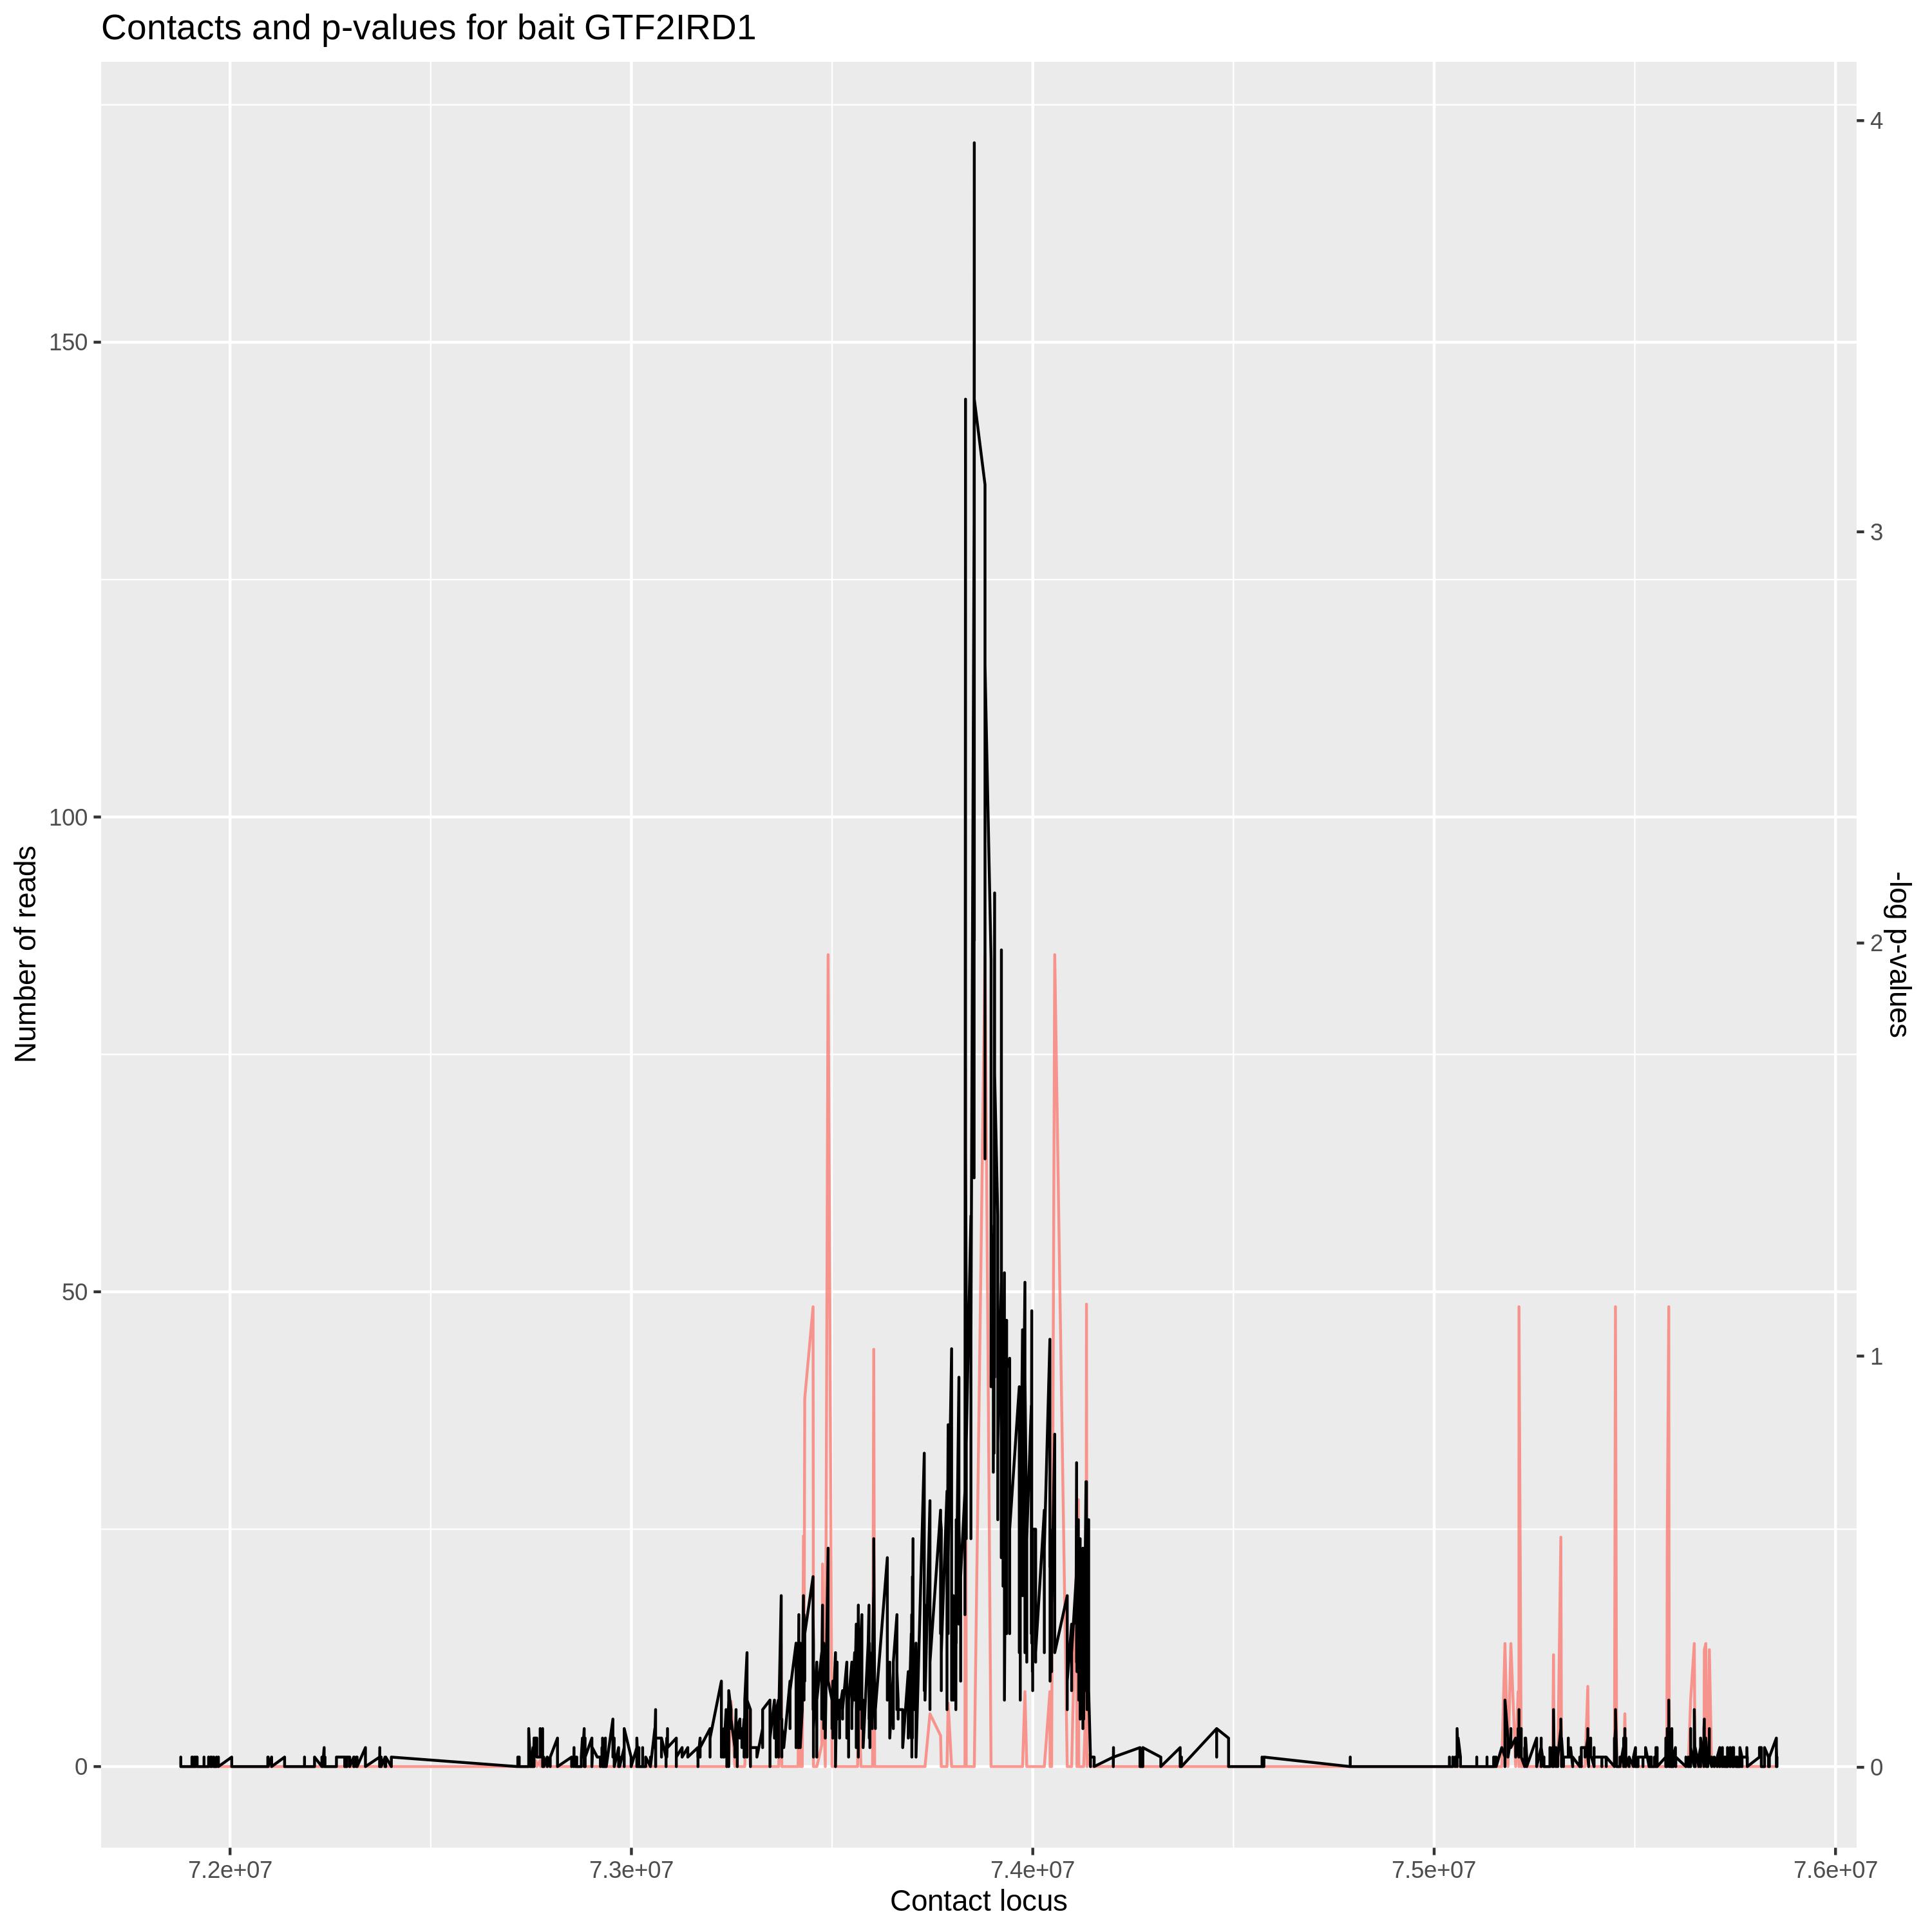 Contacts and p-values for bait GTF2IRD1
Number of reads
150
100
50
0
4
3
2
1
0
-log p-values
7.2e+07
7.3e+07
7.4e+07
7.5e+07
7.6e+07
Contact locus